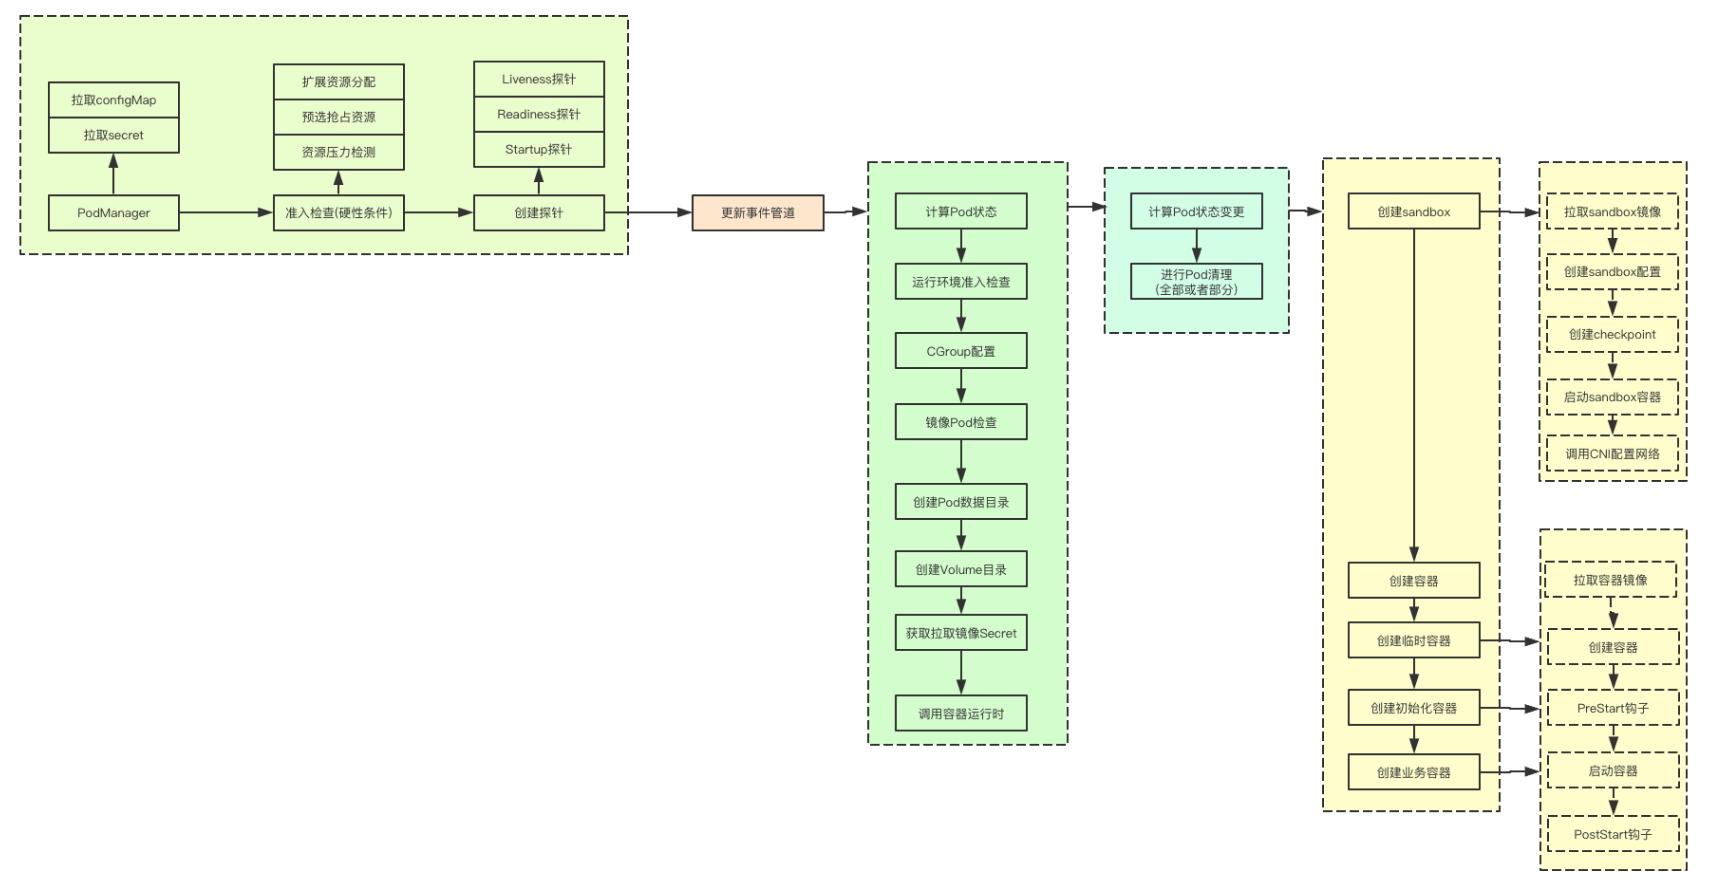 拉取configMap
拉取secret
PodManager
扩展资源分配
预选抢占资源
资源压力检测
准入检查(硬性条件)
Liveness探针
Readiness探针
Startup探针
创建探针
更新事件管道
计算Pod状态
运行环境准入检查
CGroup配置
镜像Pod检查
创建Pod数据目录
创建Volume目录
获取拉取镜像Secret
调用容器运行时
计算Pod状态变更
进行Pod清理
(全部或者部分)
创建sandbox
创建容器
创建临时容器
创建初始化容器
创建业务容器
拉取sandbox镜像
创建sandbox配置
创建checkpoint
启动sandbox容器
调用CNI配置网络
拉取容器镜像
创建容器
PreStart钩子
启动容器
PostStart钩子